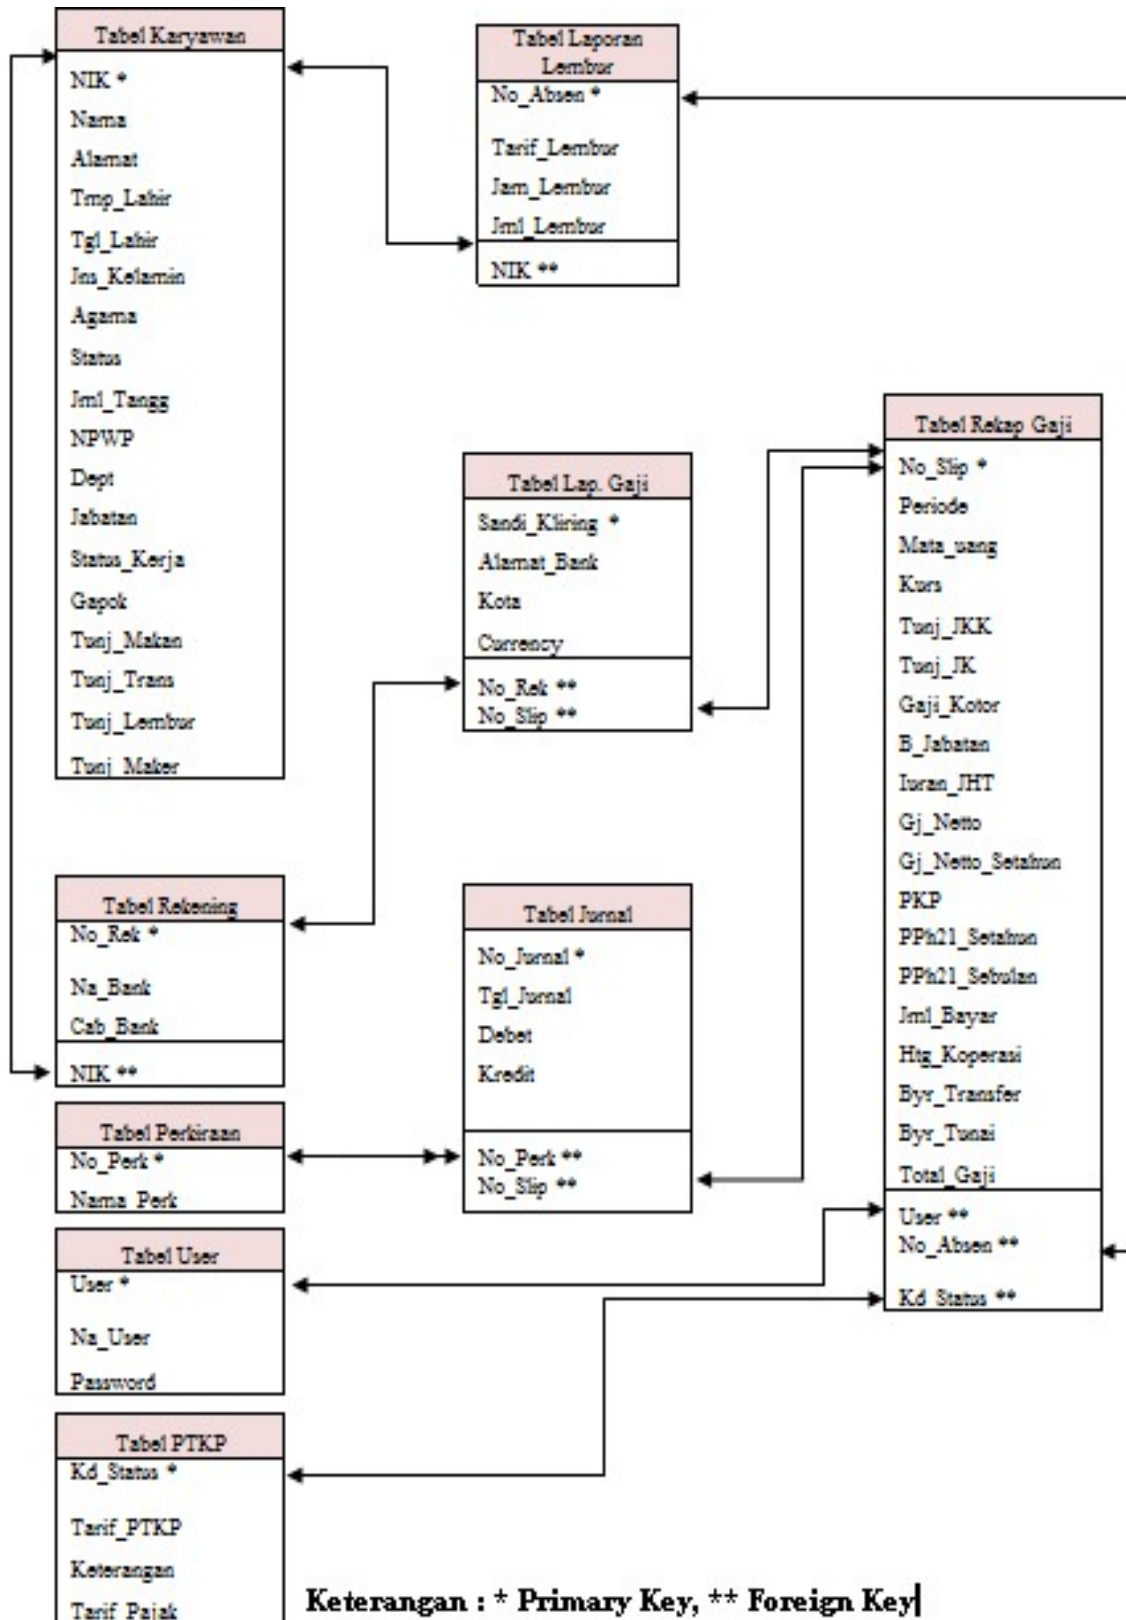 Tabel Karyawan
NIK *
Nama
Alamat
Tmp_Lahir
Tgl_Lahir
Jns_Kelamin
Agama
Status
Jml_Tangg
NPWP
Dept
Jabatan
Status_Kerja
Gapok
Tunj_Makan
Tunj_Trans
Tunj_Lembur
Tunj_Maker
Tabel Laporan
Lembur
No_Absen *
Tarif_Lembur
Jam_Lembur
Jml_Lembur
NIK **
Tabel Lap. Gaji
Sandi_Kliring *
Alamat_Bank
Kota
Currency
No_Rek **
No_Slip **
Tabel Rekap Gaji
No_Slip *
Periode
Mata_uang
Kurs
Tunj_JKK
Tunj_JK
Gaji_Kotor
B_Jabatan
Iuran_JHT
Gj_Netto
Gj_Netto_Setahun
PKP
PPh21_Setahun
PPh21_Sebulan
Jml_Bayar
Htg_Koperasi
Byr_Transfer
Byr_Tunai
Total_Gaji
User **
No_Absen **
Kd_Status **
Tabel Rekening
No_Rek *
Na_Bank
Cab_Bank
NIK **
Tabel Jurnal
No_Jurnal *
Tgl_Jurnal
Debet
Kredit
No_Perk **
No_Slip **
Tabel Perkiraan
No_Perk *
Nama_Perk
Tabel User
User *
Na_User
Password
Tabel PTKP
Kd_Status *
Tarif_PTKP
Keterangan
Tarif_Pajak
Keterangan : * Primary Key, ** Foreign Key